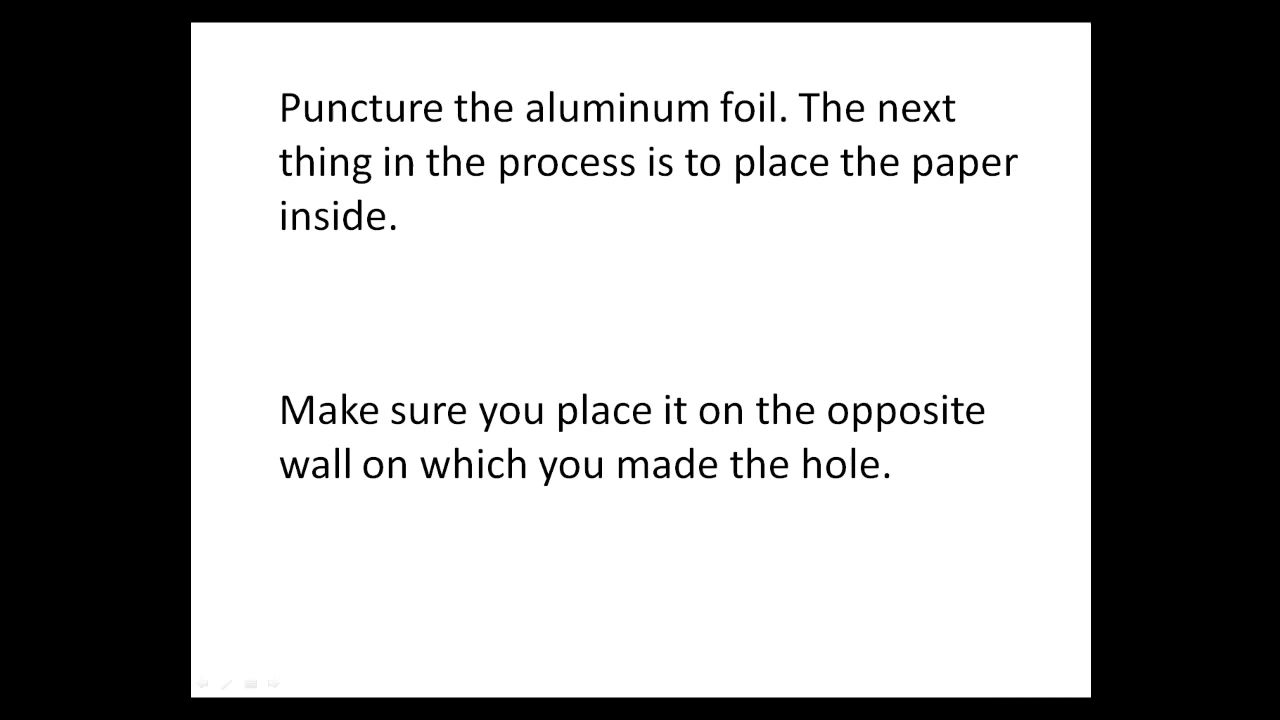 Puncture the aluminum foil. The next
thing in the process is to place the paper
inside.
Make sure you place it on the opposite
wall on which you made the hole.